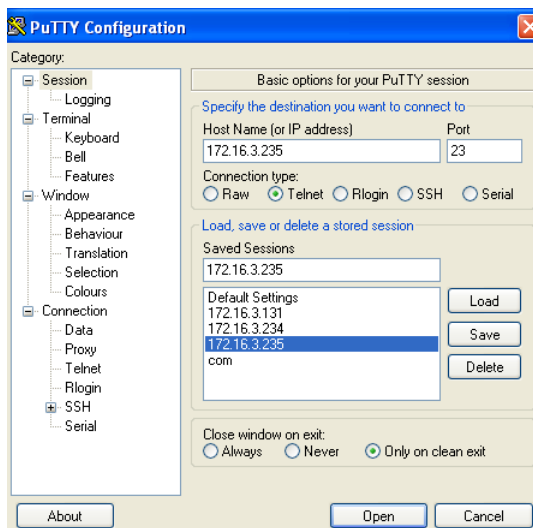 PuTTY Configuration
Category:
Session
Logging
Terminal
Keyboard
Bell
Features
Window
Appearance
Behaviour
Translation
Selection
Colours
Connection
Data
Proxy
Telnet
Rlogin
SSH
Serial
Basic options for your PuTTY session
Specify the destination you want to connect to
Host Name (or IP address) Port
172.16.3.235 23
Connection type:
Raw Telnet Rlogin SSH Serial
Load, save or delete a stored session
Saved Sessions
172.16.3.235
Default Settings
172.16.3.131
172.16.3.234
172.16.3.235
com
Load
Save
Delete
Close window on exit:
Always Never Only on clean exit
About Open Cancel